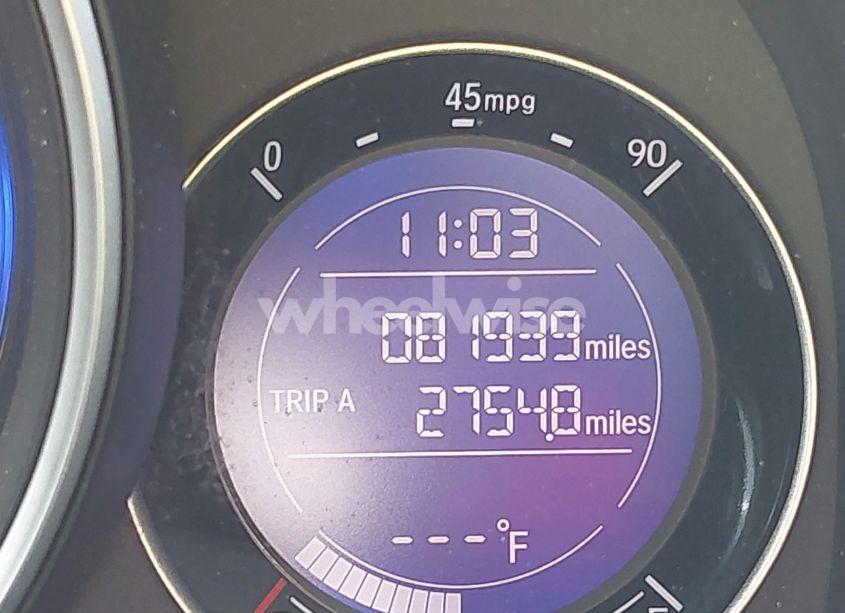 45mpg
0
90
11:03
wheelwise
081939 miles
TRIP A 2754.8 miles
---°F